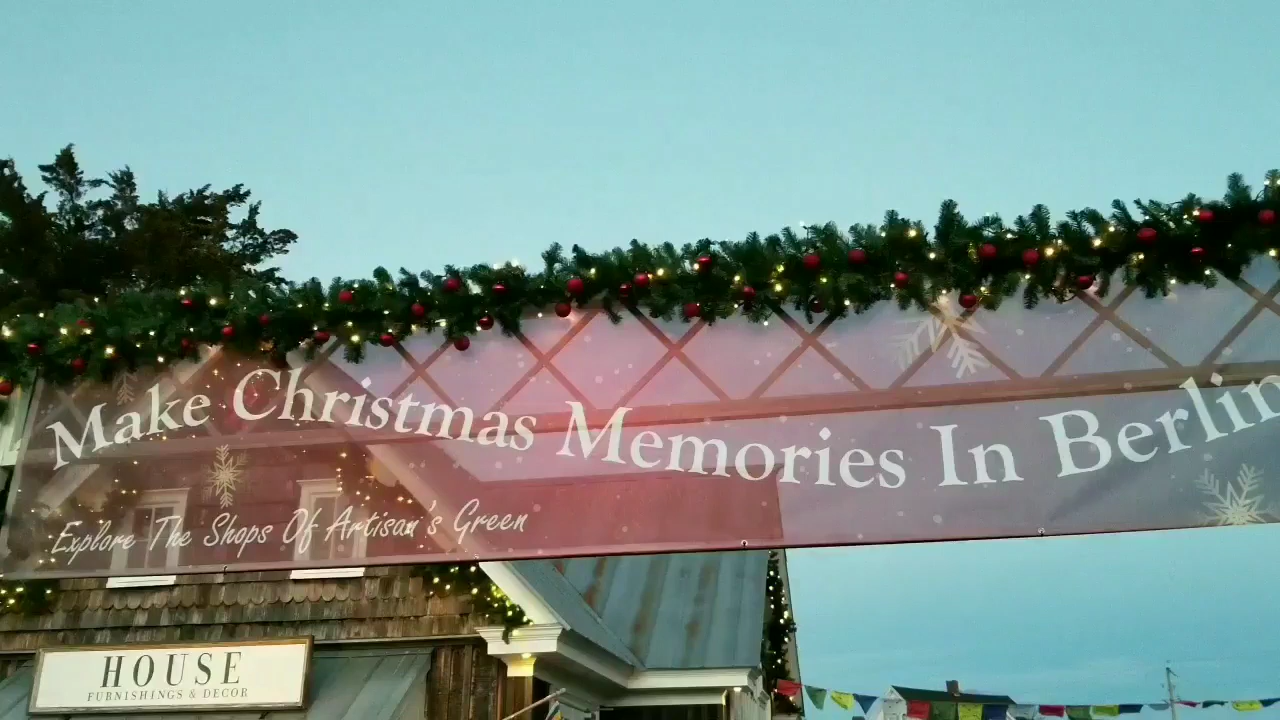 Make Christmas Memories In Berlin
Explore The Shops Of Artisan's Green
HOUSE
FURNISHINGS & DECOR